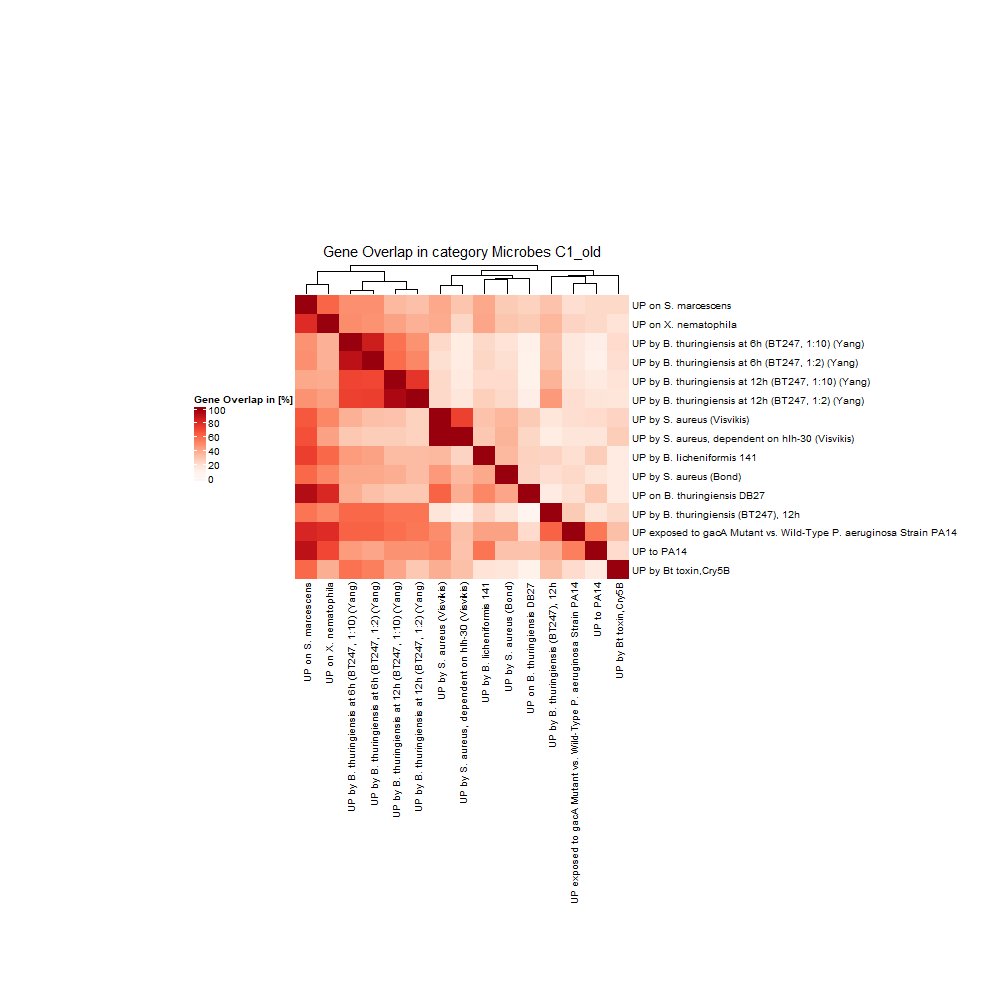 Gene Overlap in category Microbes C1_old
UP on S. marcescens
UP on X. nematophila
UP by B. thuringiensis at 6h (BT247, 1:10) (Yang)
UP by B. thuringiensis at 6h (BT247, 1:2) (Yang)
UP by B. thuringiensis at 12h (BT247, 1:10) (Yang)
UP by B. thuringiensis at 12h (BT247, 1:2) (Yang)
UP by S. aureus (Visvikis)
UP by S. aureus, dependent on hlh-30 (Visvikis)
UP by B. licheniformis 141
UP by S. aureus (Bond)
UP on B. thuringiensis DB27
UP by B. thuringiensis (BT247), 12h
UP exposed to gacA Mutant vs. Wild-Type P. aeruginosa Strain PA14
UP to PA14
UP by Bt toxin,Cry5B
Gene Overlap in [%]
100
80
60
40
20
0
UP on S. marcescens
UP on X. nematophila
UP by B. thuringiensis at 6h (BT247, 1:10) (Yang)
UP by B. thuringiensis at 6h (BT247, 1:2) (Yang)
UP by B. thuringiensis at 12h (BT247, 1:10) (Yang)
UP by B. thuringiensis at 12h (BT247, 1:2) (Yang)
UP by S. aureus (Visvikis)
UP by S. aureus, dependent on hlh-30 (Visvikis)
UP by B. licheniformis 141
UP by S. aureus (Bond)
UP on B. thuringiensis DB27
UP by B. thuringiensis (BT247), 12h
UP exposed to gacA Mutant vs. Wild-Type P. aeruginosa Strain PA14
UP to PA14
UP by Bt toxin,Cry5B